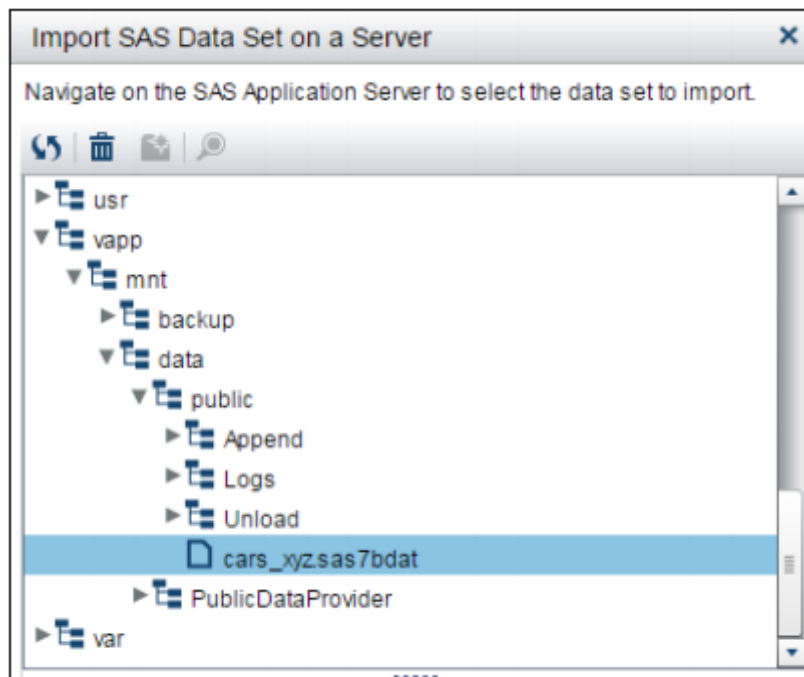 Import SAS Data Set on a Server
Navigate on the SAS Application Server to select the data set to import.
usr
vapp
mnt
backup
data
public
Append
Logs
Unload
cars_xyz.sas7bdat
PublicDataProvider
var